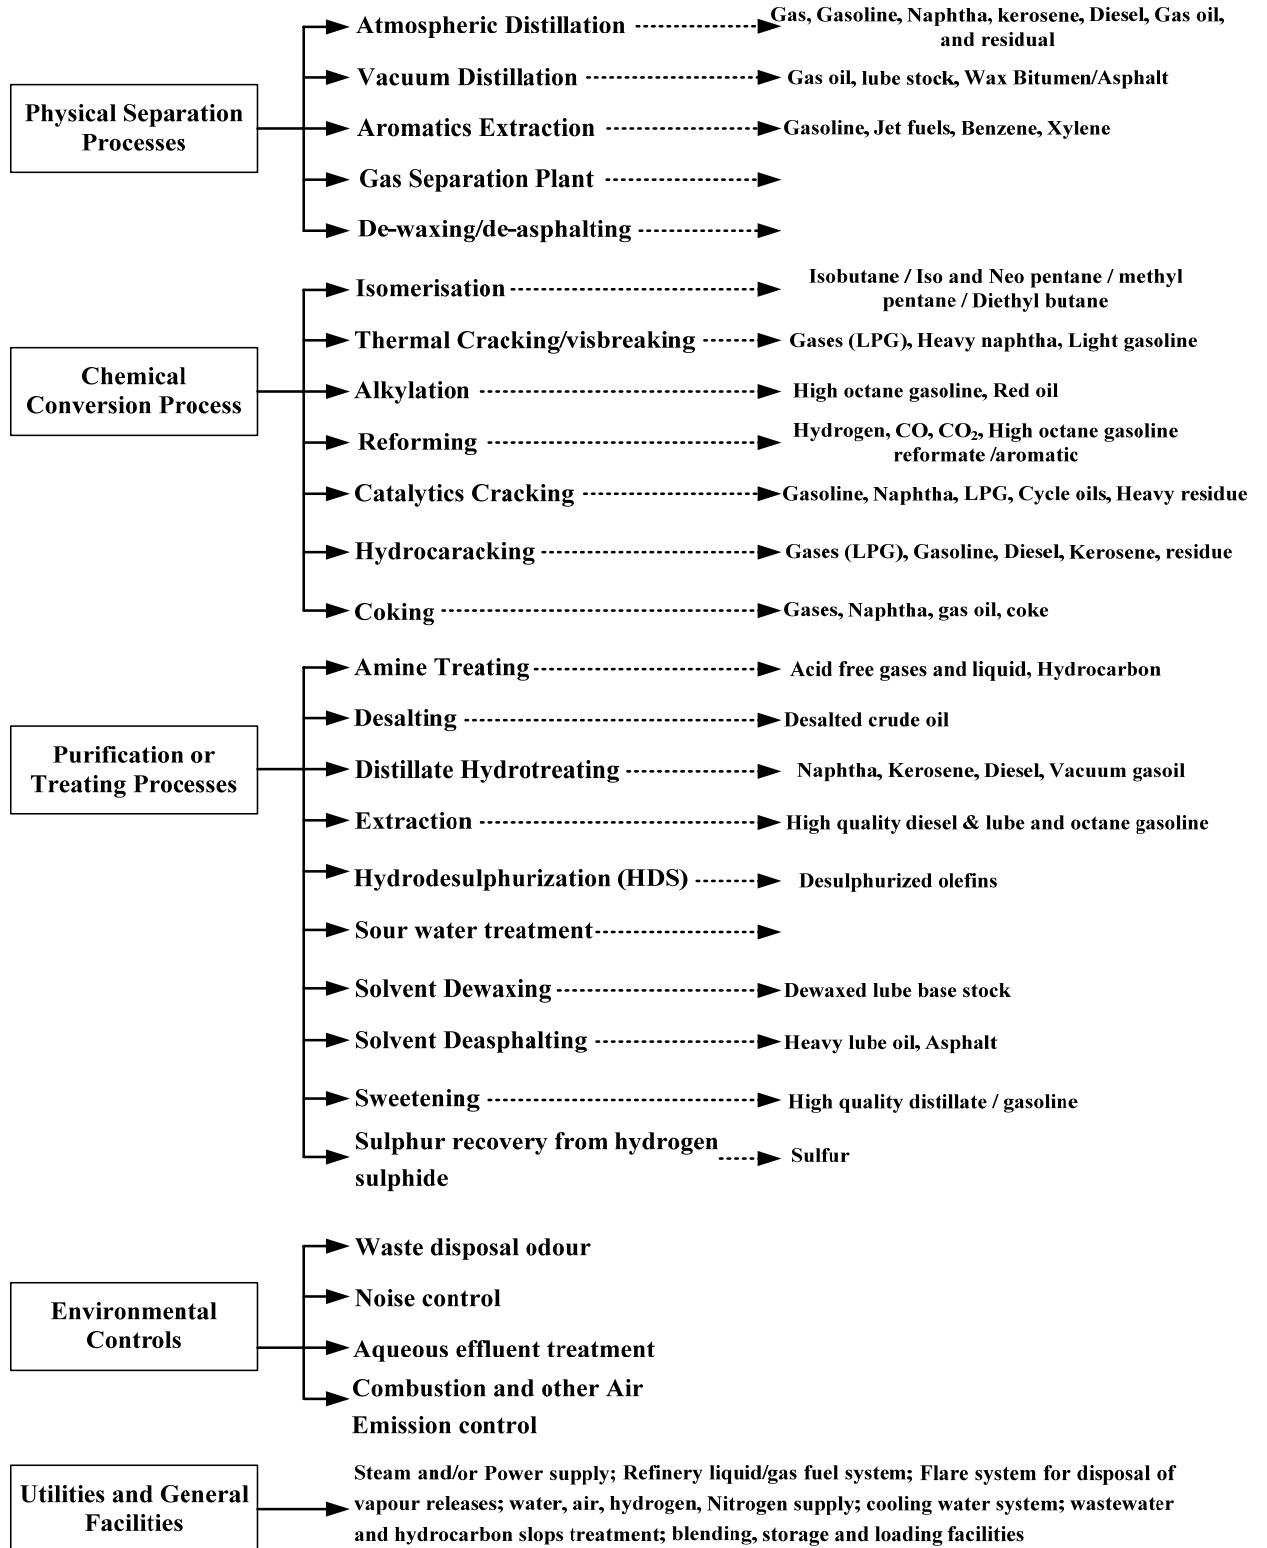 Physical Separation
Processes
Atmospheric Distillation
Gas, Gasoline, Naphtha, kerosene, Diesel, Gas oil,
and residual
Vacuum Distillation
Gas oil, lube stock, Wax Bitumen/Asphalt
Aromatics Extraction
Gasoline, Jet fuels, Benzene, Xylene
Gas Separation Plant
De-waxing/de-asphalting
Chemical
Conversion Process
Isomerisation
Isobutane / Iso and Neo pentane / methyl
pentane / Diethyl butane
Thermal Cracking/visbreaking
Gases (LPG), Heavy naphtha, Light gasoline
Alkylation
High octane gasoline, Red oil
Reforming
Hydrogen, CO, CO₂, High octane gasoline
reformate /aromatic
Catalytics Cracking
Gasoline, Naphtha, LPG, Cycle oils, Heavy residue
Hydrocaracking
Gases (LPG), Gasoline, Diesel, Kerosene, residue
Coking
Gases, Naphtha, gas oil, coke
Purification or
Treating Processes
Amine Treating
Acid free gases and liquid, Hydrocarbon
Desalting
Desalted crude oil
Distillate Hydrotreating
Naphtha, Kerosene, Diesel, Vacuum gasoil
Extraction
High quality diesel & lube and octane gasoline
Hydrodesulphurization (HDS)
Desulphurized olefins
Sour water treatment
Solvent Dewaxing
Dewaxed lube base stock
Solvent Deasphalting
Heavy lube oil, Asphalt
Sweetening
High quality distillate / gasoline
Sulphur recovery from hydrogen
sulphide
Sulfur
Environmental
Controls
Waste disposal odour
Noise control
Aqueous effluent treatment
Combustion and other Air
Emission control
Utilities and General
Facilities
Steam and/or Power supply; Refinery liquid/gas fuel system; Flare system for disposal of
vapour releases; water, air, hydrogen, Nitrogen supply; cooling water system; wastewater
and hydrocarbon slops treatment; blending, storage and loading facilities